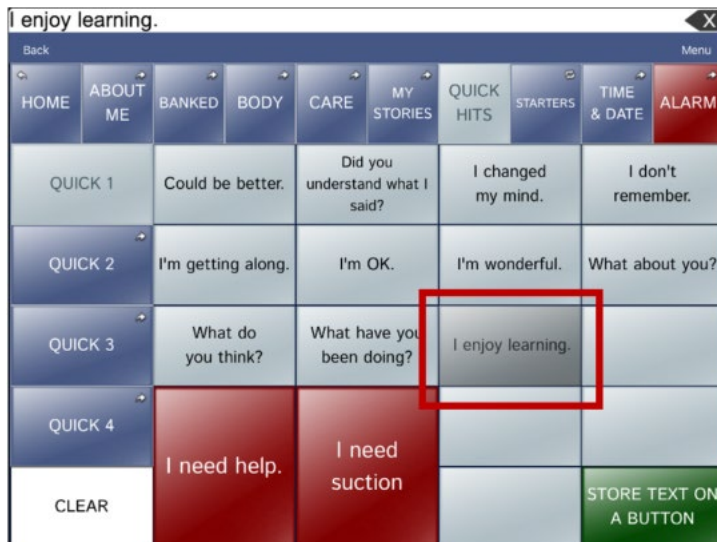 I enjoy learning.
X
Back
Menu
HOME
ABOUT
ME
BANKED
BODY
CARE
MY
STORIES
QUICK
HITS
STARTERS
TIME
& DATE
ALARM
QUICK 1
Could be better.
Did you
understand what I
said?
I changed
my mind.
I don't
remember.
QUICK 2
I'm getting along.
I'm OK.
I'm wonderful.
What about you?
QUICK 3
What do
you think?
What have you
been doing?
I enjoy learning.
QUICK 4
I need help.
I need
suction
CLEAR
STORE TEXT ON
A BUTTON